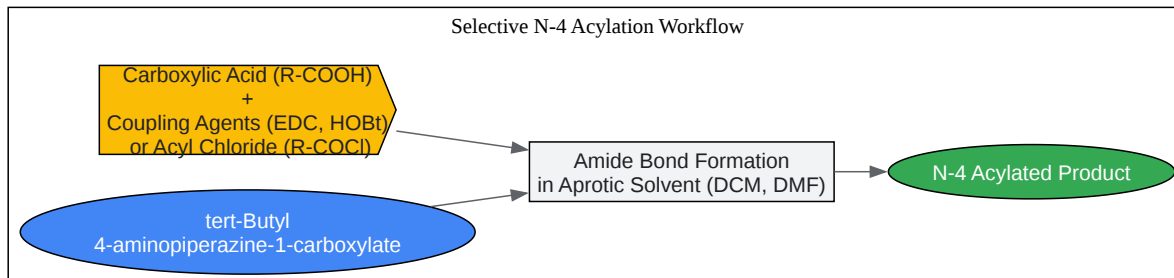 Selective N-4 Acylation Workflow
Carboxylic Acid (R-COOH)
+
Coupling Agents (EDC, HOBt)
or Acyl Chloride (R-COCl)
tert-Butyl
4-aminopiperazine-1-carboxylate
Amide Bond Formation
in Aprotic Solvent (DCM, DMF)
N-4 Acylated Product